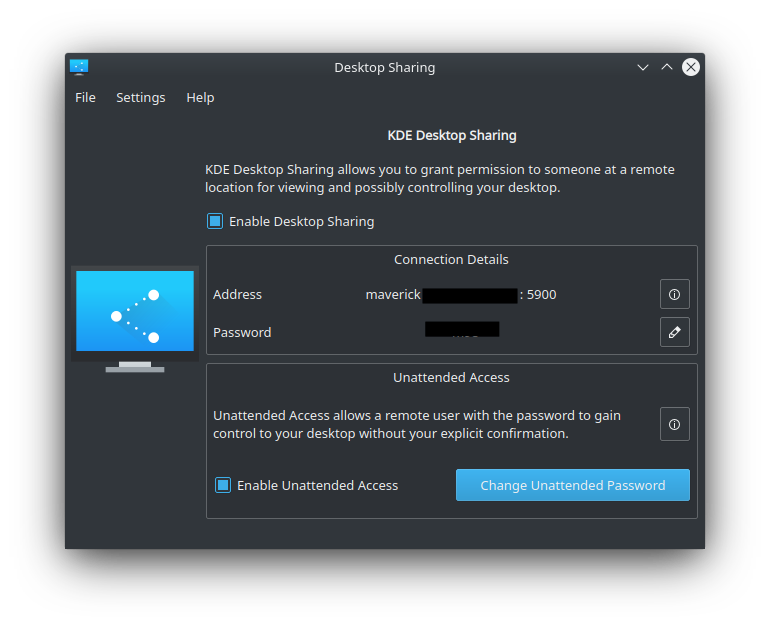 Desktop Sharing
File Settings Help
KDE Desktop Sharing
KDE Desktop Sharing allows you to grant permission to someone at a remote
location for viewing and possibly controlling your desktop.
Enable Desktop Sharing
Connection Details
Address maverick : 5900
Password
Unattended Access
Unattended Access allows a remote user with the password to gain
control to your desktop without your explicit confirmation.
Enable Unattended Access Change Unattended Password